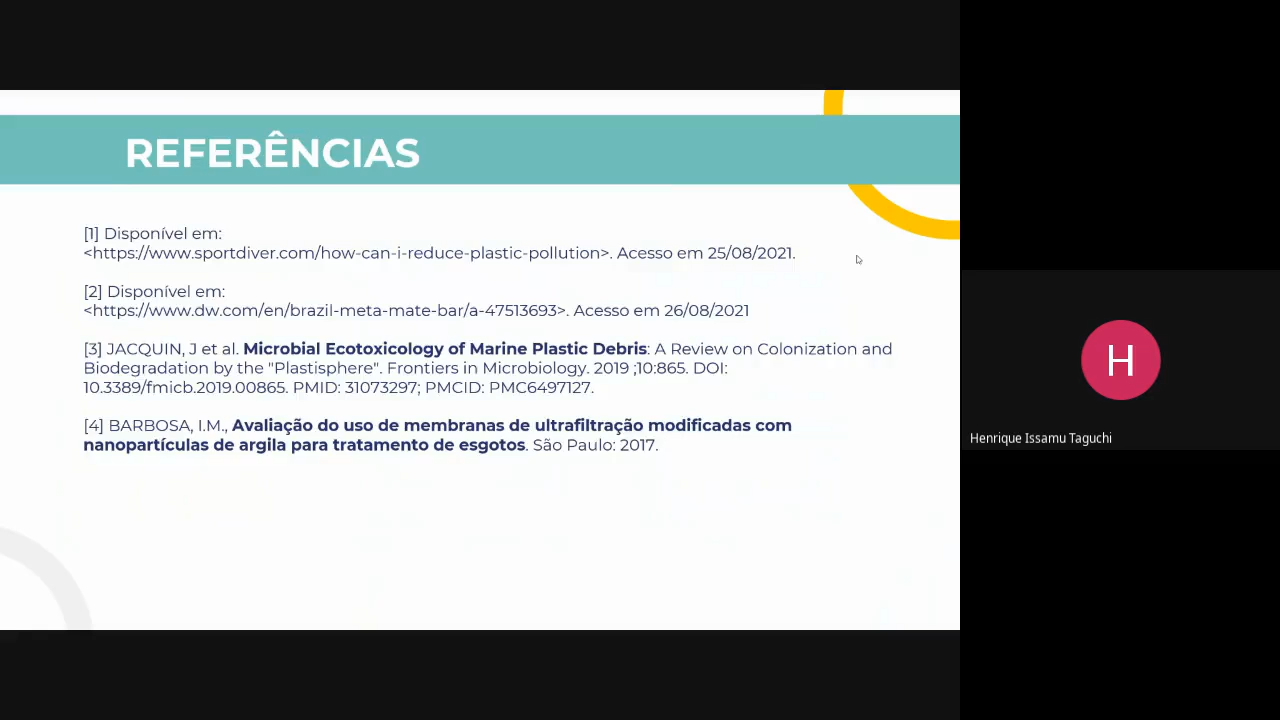 REFERÊNCIAS
[1] Disponível em:
<https://www.sportdiver.com/how-can-i-reduce-plastic-pollution>. Acesso em 25/08/2021.
[2] Disponível em:
<https://www.dw.com/en/brazil-meta-mate-bar/a-47513693>. Acesso em 26/08/2021
[3] JACQUIN, J et al. Microbial Ecotoxicology of Marine Plastic Debris: A Review on Colonization and
Biodegradation by the "Plastisphere". Frontiers in Microbiology. 2019 ;10:865. DOI:
10.3389/fmicb.2019.00865. PMID: 31073297; PMCID: PMC6497127.
[4] BARBOSA, I.M., Avaliação do uso de membranas de ultrafiltração modificadas com
nanopartículas de argila para tratamento de esgotos. São Paulo: 2017.
H
Henrique Issamu Taguchi